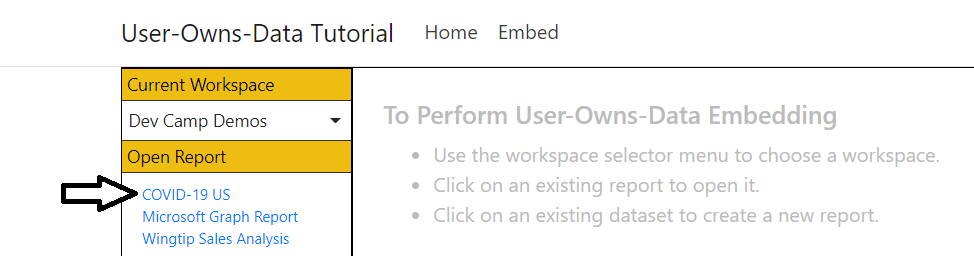 User-Owns-Data Tutorial Home Embed
Current Workspace
Dev Camp Demos
Open Report
COVID-19 US
Microsoft Graph Report
Wingtip Sales Analysis
To Perform User-Owns-Data Embedding
• Use the workspace selector menu to choose a workspace.
• Click on an existing report to open it.
• Click on an existing dataset to create a new report.